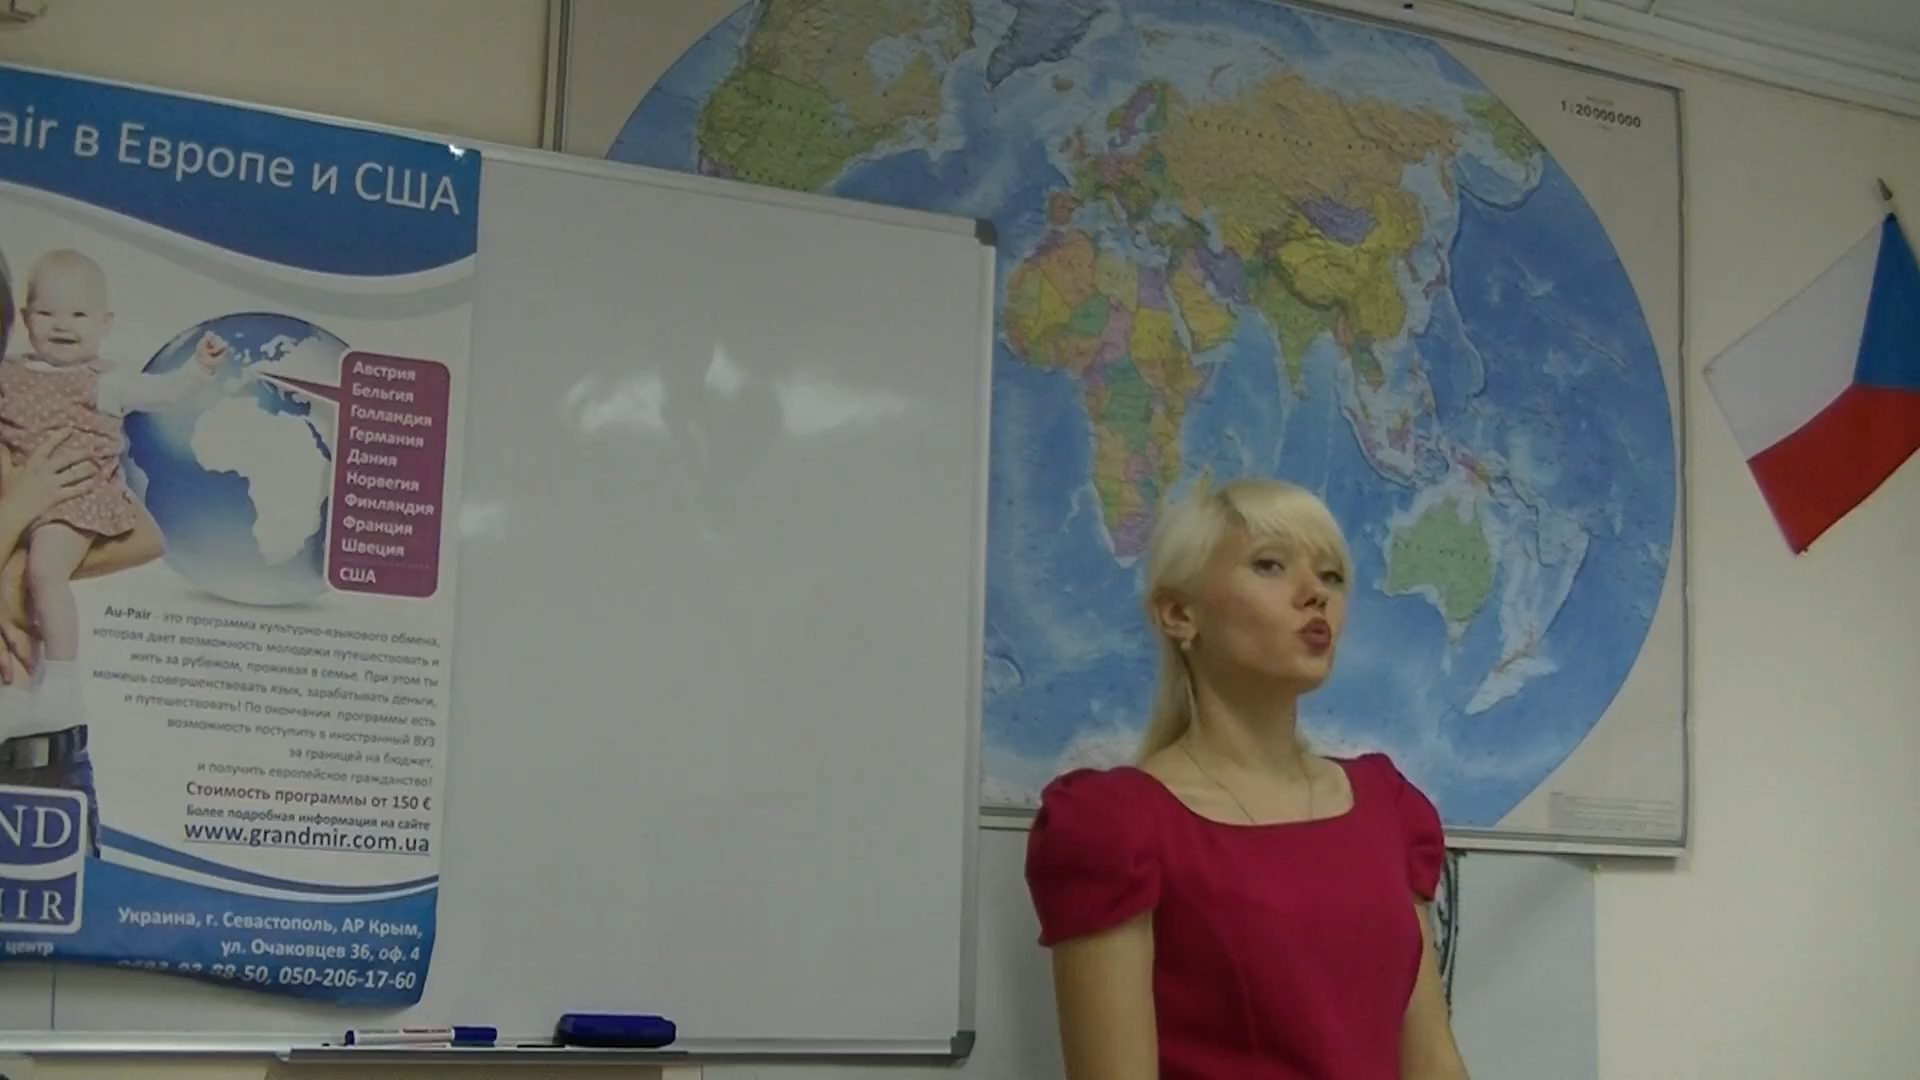 air в Европе и США
Австрия
Бельгия
Голландия
Германия
Дания
Норвегия
Финляндия
Франция
Швеция
США
Au-Pair - это программа культурно-языкового обмена,
которая дает возможность молодежи путешествовать и
жить за рубежом, проживая в семье. При этом ты
можешь совершенствовать язык, зарабатывать деньги,
и путешествовать! По окончании программы есть
возможность поступить в иностранный ВУЗ
за границей на бюджет,
и получить европейское гражданство!
Стоимость программы от 150 €
Более подробная информация на сайте
www.grandmir.com.ua
ND
IR
центр
Украина, г. Севастополь, АР Крым,
ул. Очаковцев 36, оф. 4
88-50, 050-206-17-60
1:20 000 000